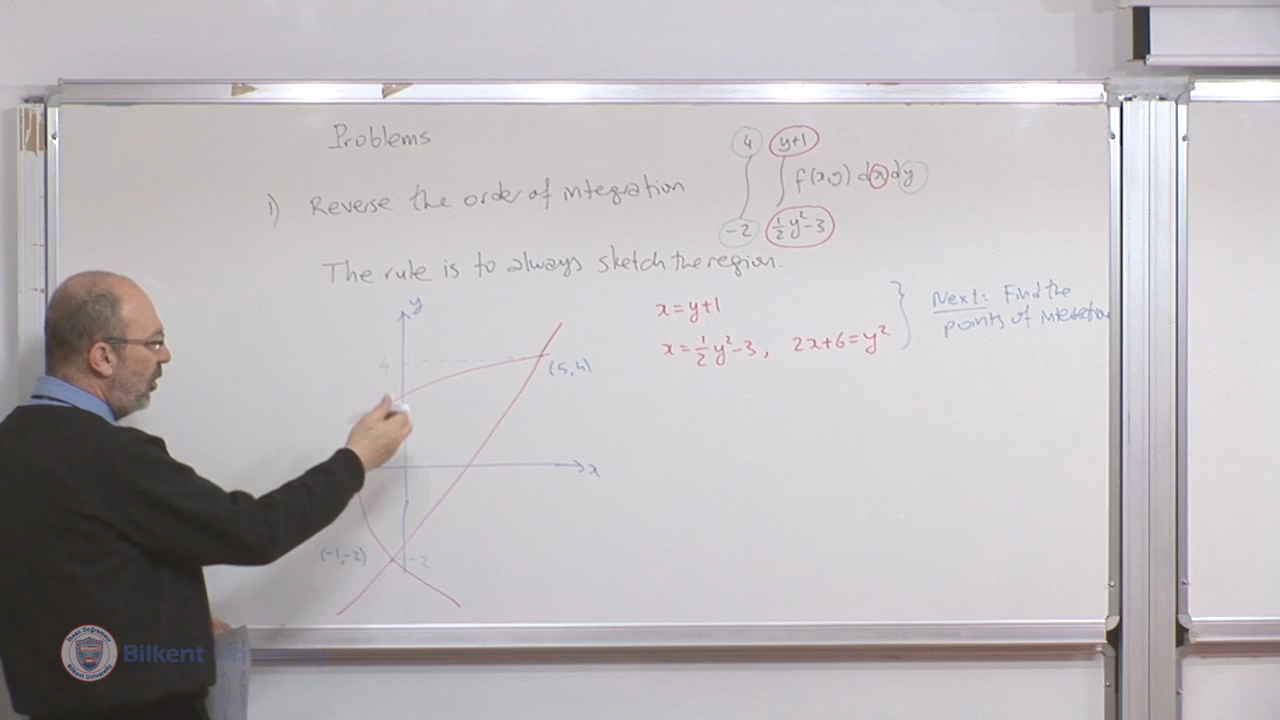 Problems
1) Reverse the order of integration ∫_{-2}^{4} ∫_{½y²-3}^{y+1} f(x,y) dx dy
The rule is to always sketch the region.
x=y+1
x=½y²-3, 2x+6=y²
Next: Find the
points of
y
4
(5,4)
x
(-1,-2)
-2
Bilkent University